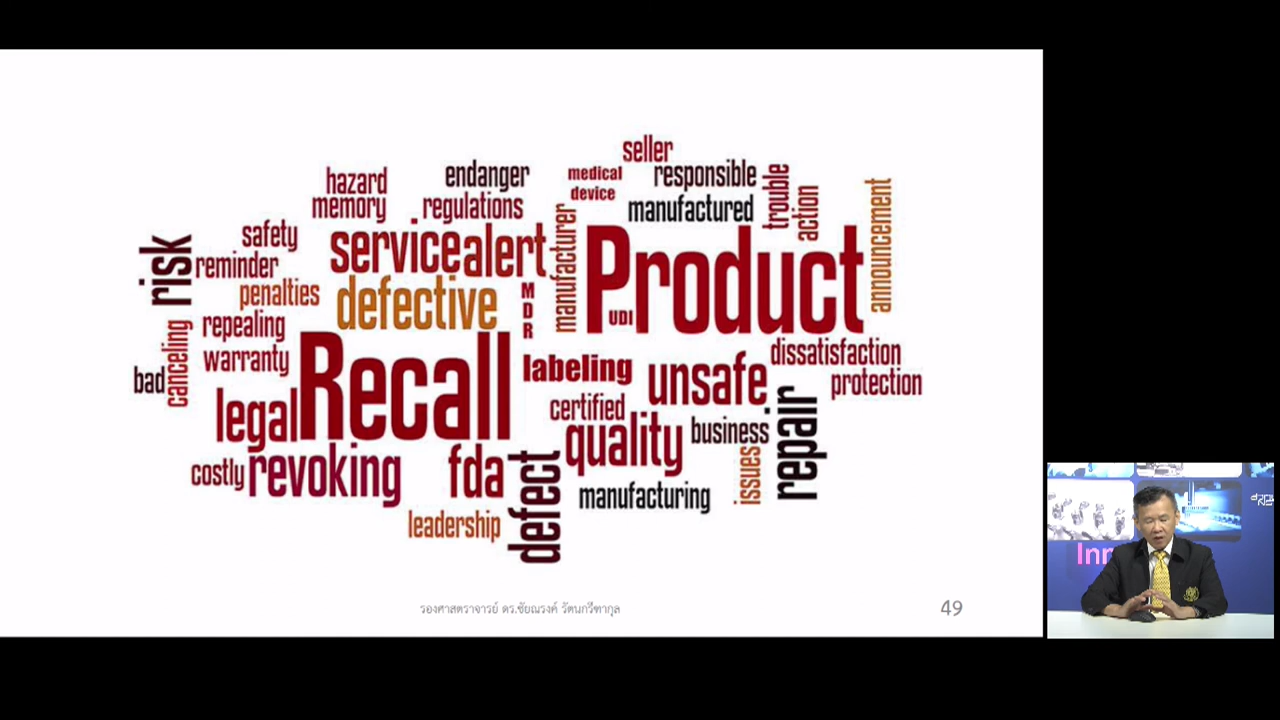 seller
hazard
endanger
medical
device
responsible
trouble
action
announcement
memory
regulations
manufactured
manufacturer
safety
service
alert
Product
UDI
risk
reminder
penalties
defective
MDR
repealing
canceling
warranty
bad
Recall
labeling
unsafe
dissatisfaction
protection
legal
certified
quality
business
repair
issues
costly
revoking
fda
defect
manufacturing
leadership
รองศาสตราจารย์ ดร.ชัยณรงค์ รัตนกรีฑากุล
49
Inn